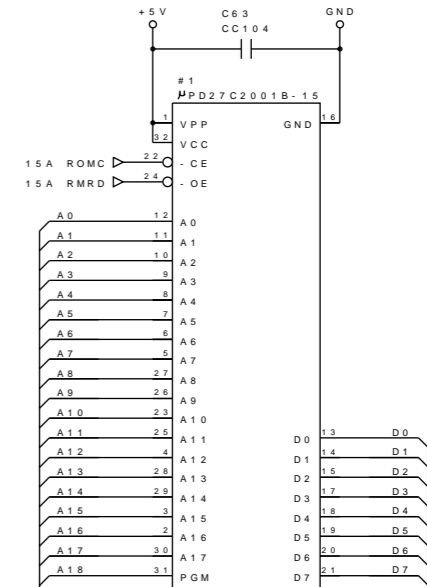 +5V C63 GND
CC104
#1
μPD27C2001B-15
1 VPP GND 16
32 VCC
15A ROMC 22 -CE
15A RMRD 24 -OE
A0 12 A0
A1 11 A1
A2 10 A2
A3 9 A3
A4 8 A4
A5 7 A5
A6 6 A6
A7 5 A7
A8 27 A8
A9 26 A9
A10 23 A10
A11 25 A11 D0 13 D0
A12 4 A12 D1 14 D1
A13 28 A13 D2 15 D2
A14 29 A14 D3 17 D3
A15 3 A15 D4 18 D4
A16 2 A16 D5 19 D5
A17 30 A17 D6 20 D6
A18 31 PGM D7 21 D7